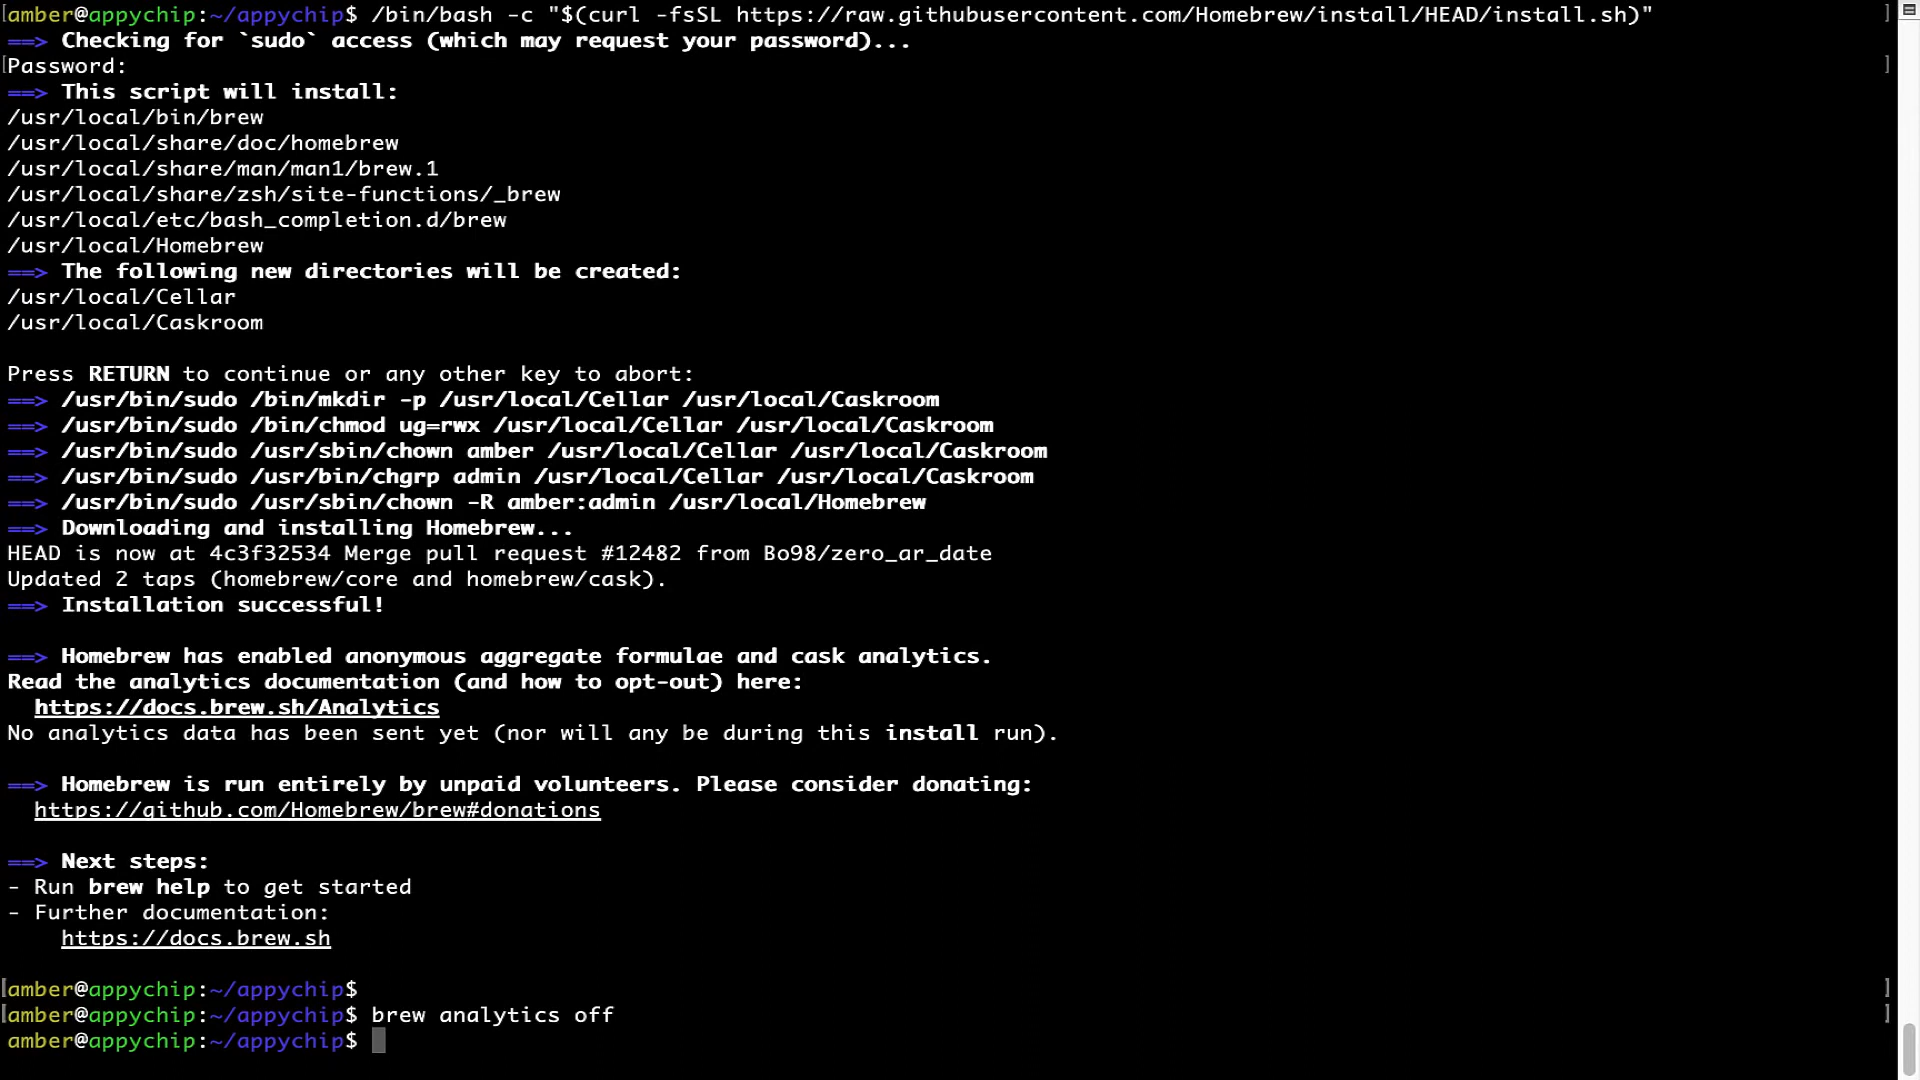 amber@appychip:~/appychip$ /bin/bash -c "$(curl -fsSL https://raw.githubusercontent.com/Homebrew/install/HEAD/install.sh)"
==> Checking for `sudo` access (which may request your password)...
Password:
==> This script will install:
/usr/local/bin/brew
/usr/local/share/doc/homebrew
/usr/local/share/man/man1/brew.1
/usr/local/share/zsh/site-functions/_brew
/usr/local/etc/bash_completion.d/brew
/usr/local/Homebrew
==> The following new directories will be created:
/usr/local/Cellar
/usr/local/Caskroom
Press RETURN to continue or any other key to abort:
==> /usr/bin/sudo /bin/mkdir -p /usr/local/Cellar /usr/local/Caskroom
==> /usr/bin/sudo /bin/chmod ug=rwx /usr/local/Cellar /usr/local/Caskroom
==> /usr/bin/sudo /usr/sbin/chown amber /usr/local/Cellar /usr/local/Caskroom
==> /usr/bin/sudo /usr/bin/chgrp admin /usr/local/Cellar /usr/local/Caskroom
==> /usr/bin/sudo /usr/sbin/chown -R amber:admin /usr/local/Homebrew
==> Downloading and installing Homebrew...
HEAD is now at 4c3f32534 Merge pull request #12482 from Bo98/zero_ar_date
Updated 2 taps (homebrew/core and homebrew/cask).
==> Installation successful!
==> Homebrew has enabled anonymous aggregate formulae and cask analytics.
Read the analytics documentation (and how to opt-out) here:
https://docs.brew.sh/Analytics
No analytics data has been sent yet (nor will any be during this install run).
==> Homebrew is run entirely by unpaid volunteers. Please consider donating:
https://github.com/Homebrew/brew#donations
==> Next steps:
- Run brew help to get started
- Further documentation:
https://docs.brew.sh
amber@appychip:~/appychip$
amber@appychip:~/appychip$ brew analytics off
amber@appychip:~/appychip$